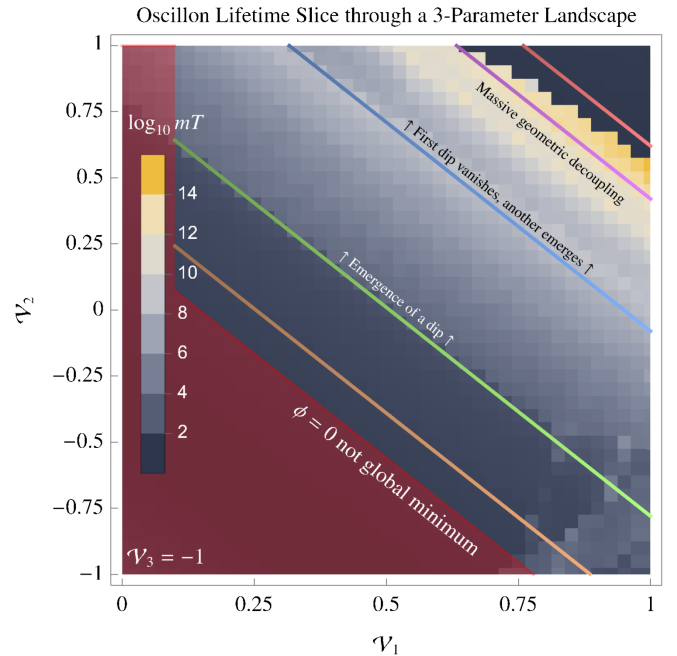 Oscillon Lifetime Slice through a 3-Parameter Landscape
1
0.75
0.5
0.25
0
−0.25
−0.5
−0.75
−1
𝒱₂
log₁₀ mT
14
12
10
8
6
4
2
Massive geometric decoupling
↑ First dip vanishes, another emerges ↑
↑ Emergence of a dip ↑
ϕ = 0 not global minimum
𝒱₃ = −1
0
0.25
0.5
0.75
1
𝒱₁